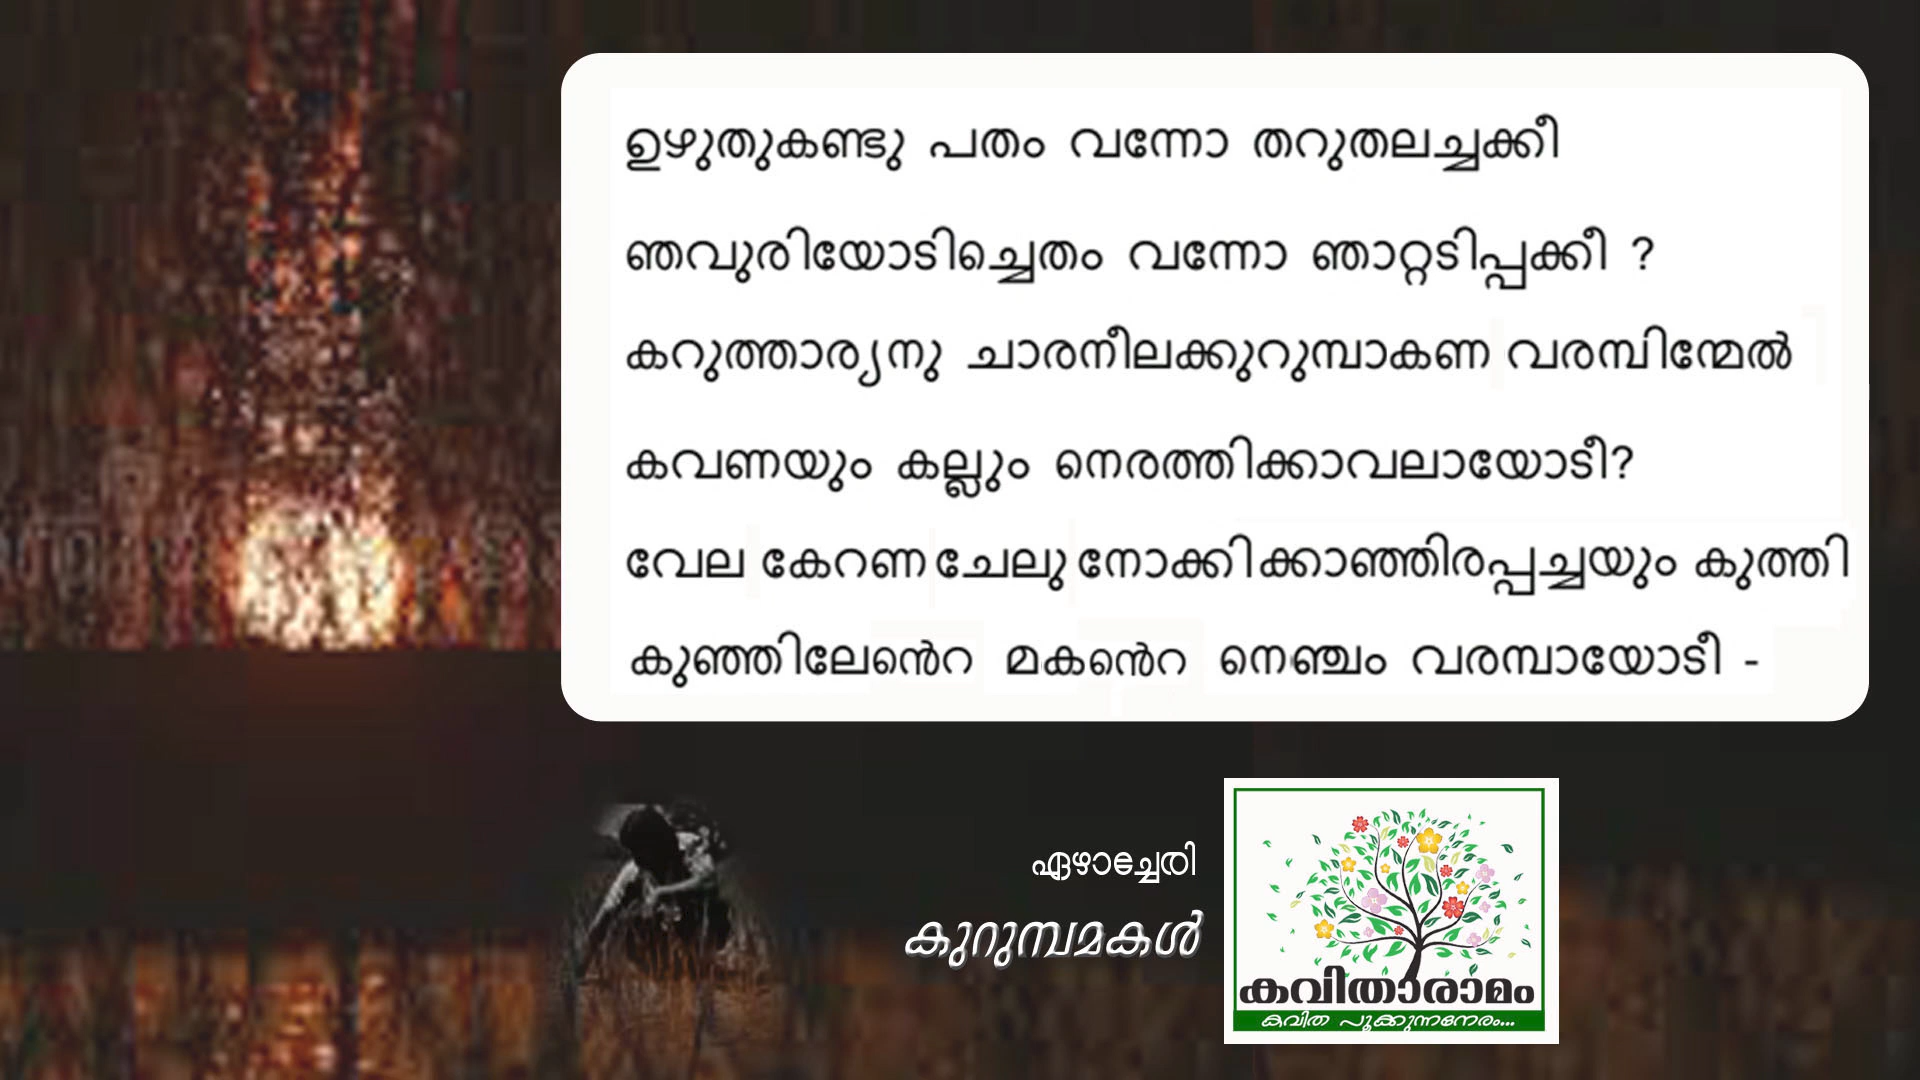 ഉഴുതുകണ്ടു പതം വന്നോ തറുതലച്ചക്കീ
ഞവുരിയോടിച്ചെതം വന്നോ ഞാറ്റടിപ്പക്കീ ?
കറുത്താര്യനു ചാരനീലക്കുറുമ്പാകണ വരമ്പിന്മേൽ
കവണയും കല്ലും നെരത്തിക്കാവലായോടീ?
വേല കേറണ ചേലു നോക്കിക്കാഞ്ഞിരപ്പച്ചയും കുത്തി
കുഞ്ഞിലേൻെറ മകൻെറ നെഞ്ചം വരമ്പായോടീ -
ഏഴാച്ചേരി
കുറുമ്പമകൾ
കവിതാരാമം
കവിത പൂക്കുന്നനേരം...